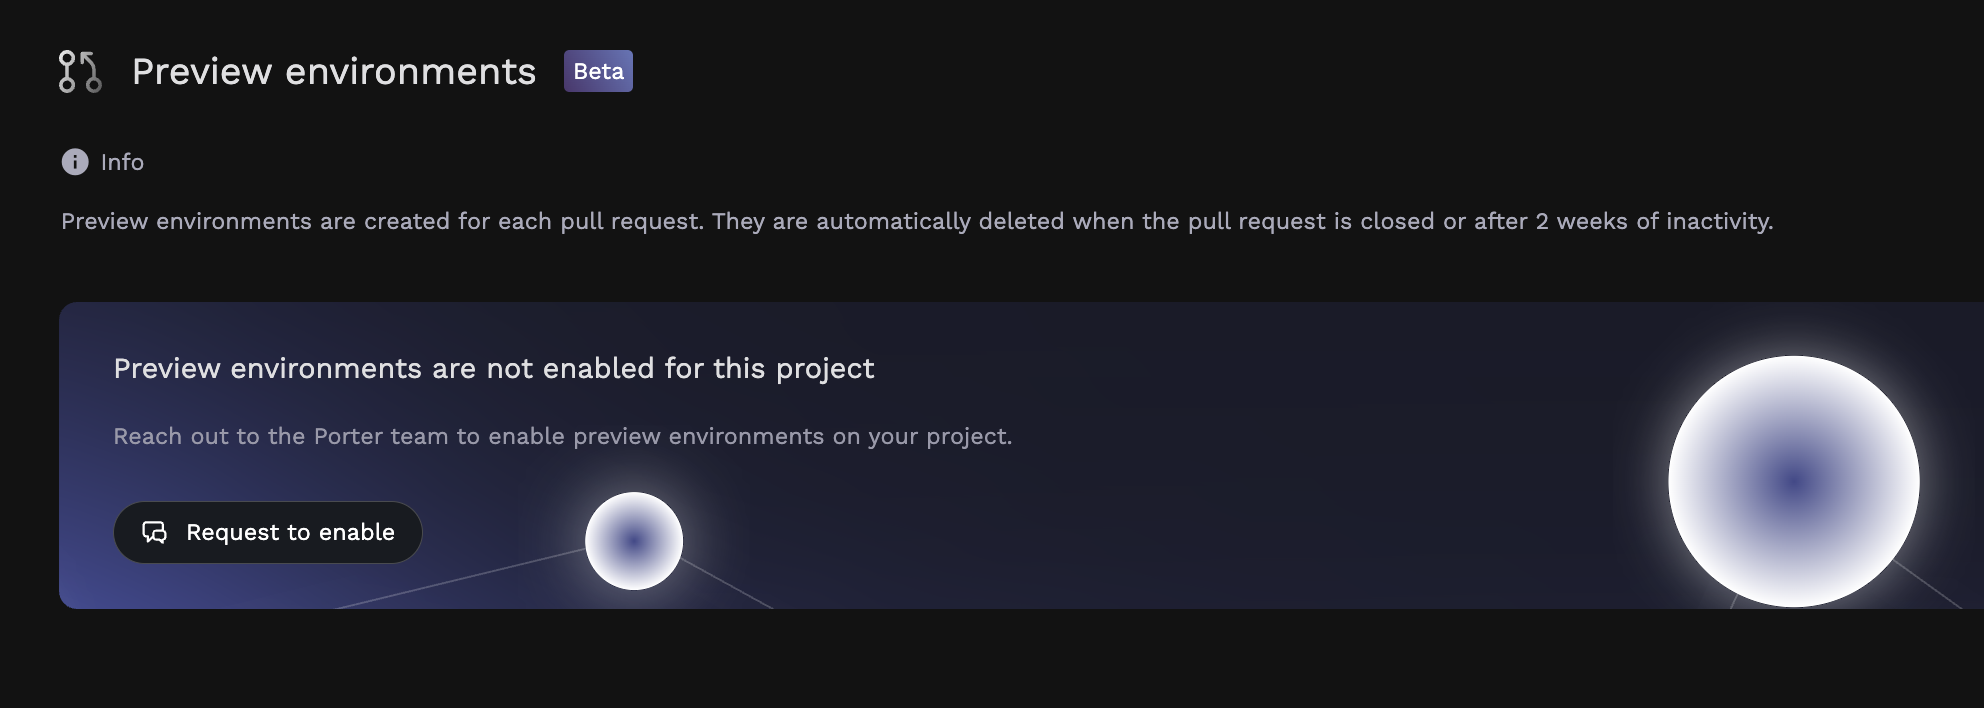 Preview environments Beta
Info
Preview environments are created for each pull request. They are automatically deleted when the pull request is closed or after 2 weeks of inactivity.
Preview environments are not enabled for this project
Reach out to the Porter team to enable preview environments on your project.
Request to enable